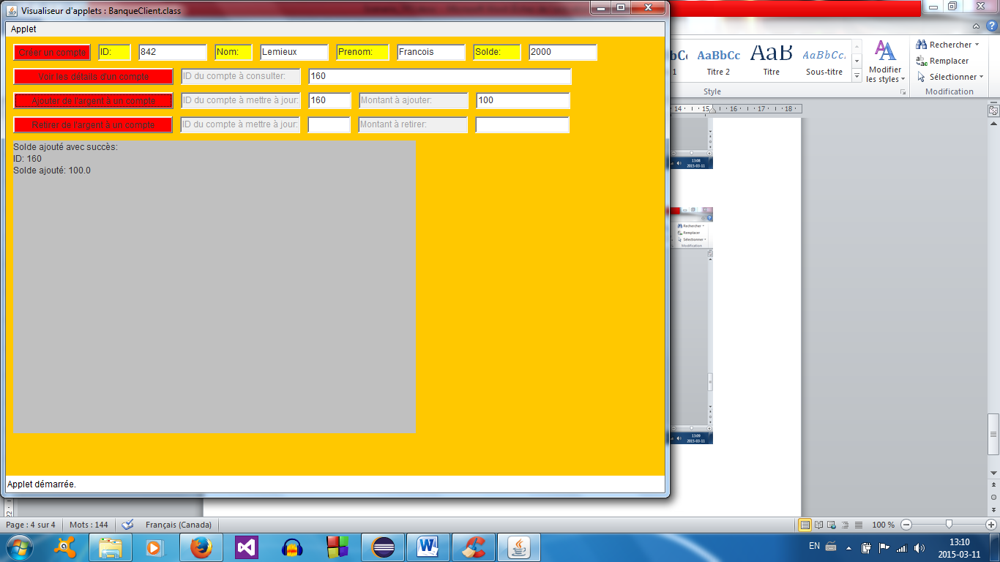 Visualiseur d'applets : BanqueClient.class
Applet
Créer un compte ID: 842 Nom: Lemieux Prenom: Francois Solde: 2000
Voir les détails d'un compte ID du compte à consulter: 160
Ajouter de l'argent à un compte ID du compte à mettre à jour: 160 Montant à ajouter: 100
Retirer de l'argent à un compte ID du compte à mettre à jour: Montant à retirer:
Solde ajouté avec succès:
ID: 160
Solde ajouté: 100.0
Applet démarrée.
AaBbCc AaB AaBbCc.
1 Titre 2 Titre Sous-titre
Style
Modifier
les styles
Rechercher
Remplacer
Sélectionner
Modification
14 15 16 17 18
13:08
2015-03-11
Rechercher
Remplacer
Sélectionner
Modification
13:09
2015-03-11
Page : 4 sur 4 Mots : 144 Français (Canada) 100 %
EN 13:10
2015-03-11